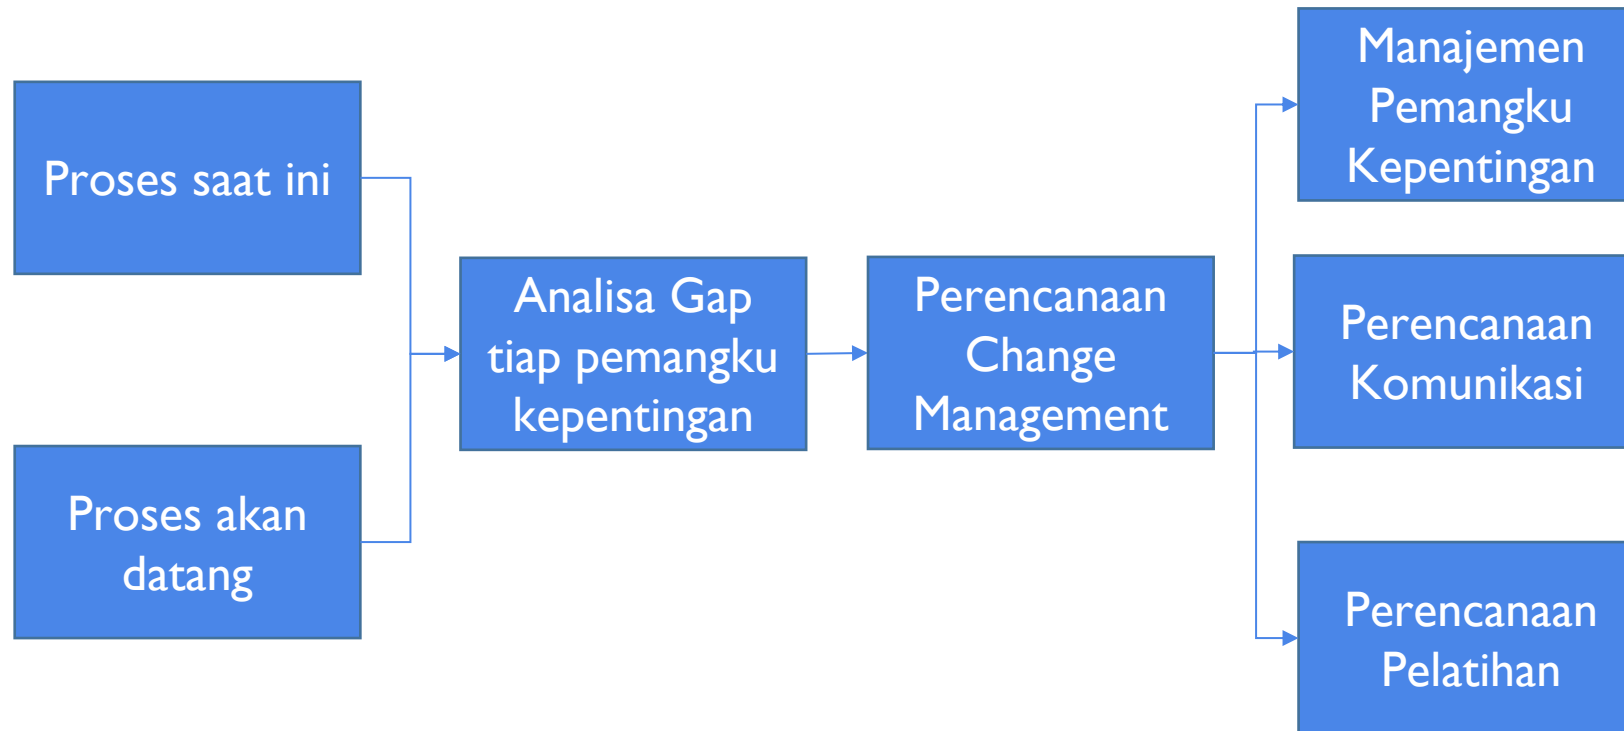 Proses saat ini
Proses akan
datang
Analisa Gap
tiap pemangku
kepentingan
Perencanaan
Change
Management
Manajemen
Pemangku
Kepentingan
Perencanaan
Komunikasi
Perencanaan
Pelatihan